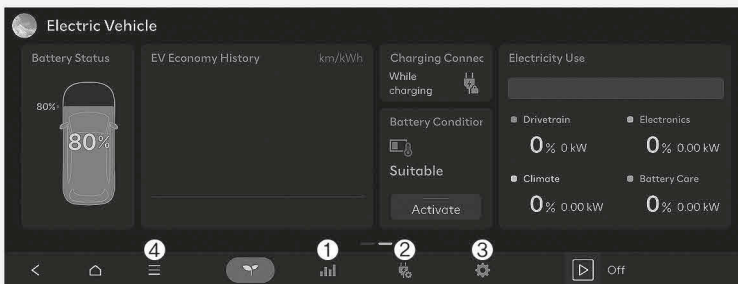 Electric Vehicle
Battery Status
80%
80%
EV Economy History
km/kWh
Charging Connec
While
charging
Battery Condition
Suitable
Activate
Electricity Use
Drivetrain
0% 0 kW
Electronics
0% 0.00 kW
Climate
0% 0.00 kW
Battery Care
0% 0.00 kW
4
1
2
3
Off